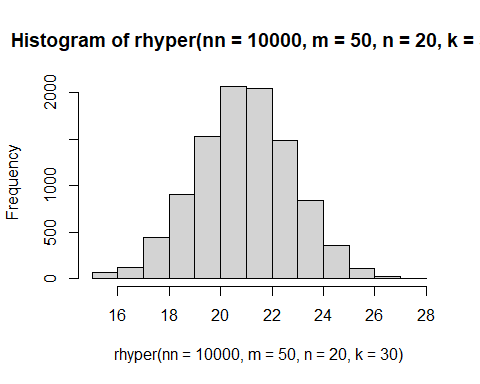 Histogram of rhyper(nn = 10000, m = 50, n = 20, k =
2000
1000
500
0
Frequency
16 18 20 22 24 26 28
rhyper(nn = 10000, m = 50, n = 20, k = 30)